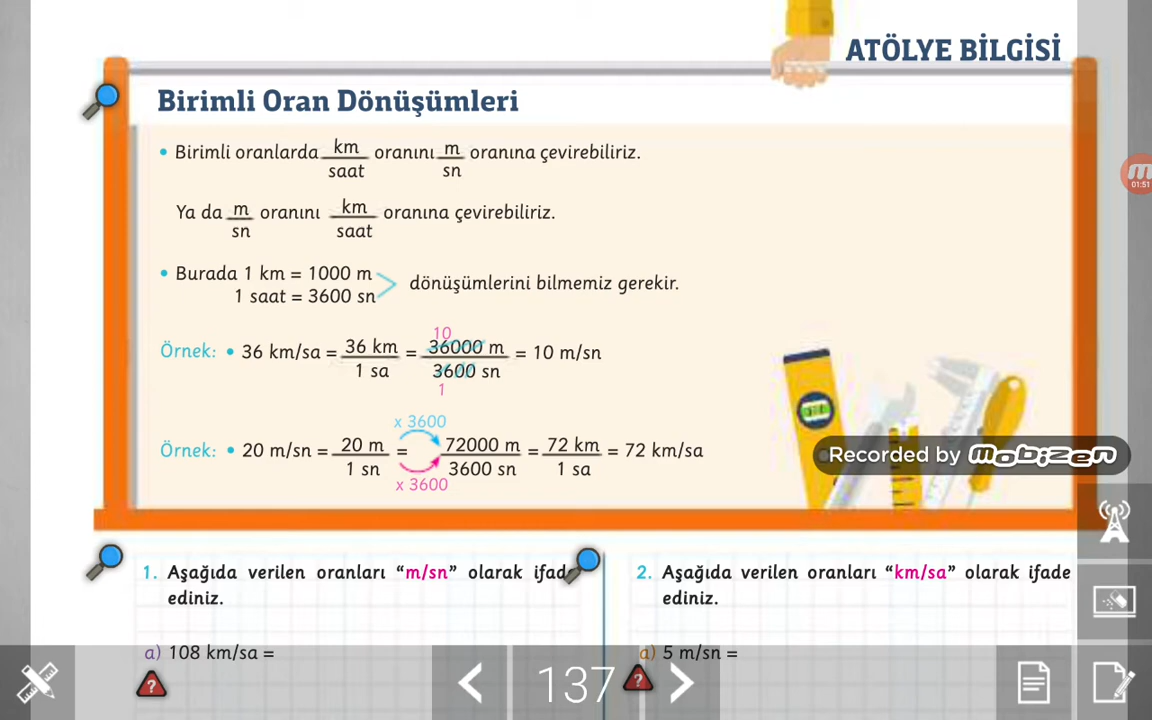 ATÖLYE BİLGİSİ
Birimli Oran Dönüşümleri
• Birimli oranlarda km/saat oranını m/sn oranına çevirebiliriz.
Ya da m/sn oranını km/saat oranına çevirebiliriz.
• Burada 1 km = 1000 m
1 saat = 3600 sn
dönüşümlerini bilmemiz gerekir.
Örnek: • 36 km/sa = 36 km/1 sa = 36000 m/3600 sn = 10 m/sn
10
1
x 3600
Örnek: • 20 m/sn = 20 m/1 sn = 72000 m/3600 sn = 72 km/1 sa = 72 km/sa
x 3600
Recorded by mobizen
m
01:51
1. Aşağıda verilen oranları “m/sn” olarak ifade
ediniz.
a) 108 km/sa =
2. Aşağıda verilen oranları “km/sa” olarak ifade
ediniz.
a) 5 m/sn =
? < 137 ? >